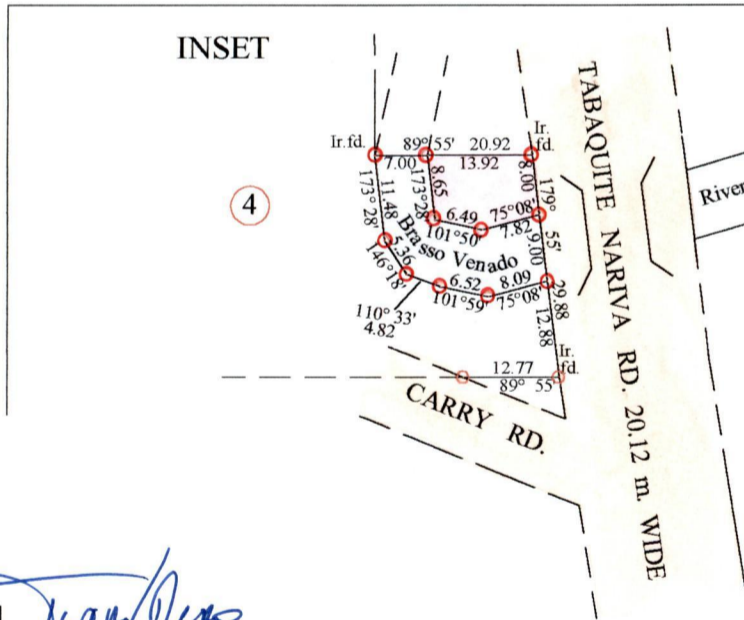 INSET
TABAQUITE NARIVA RD. 20.12 m. WIDE
Ir.
fd.
Ir.fd.
89° 55' 20.92
7.00 13.92
8.00
179° 55'
River
173° 28'
11.48
173° 28'
8.65
4
6.49
75°08'
101°50'
7.82
9.00
Brasso Venado
5.36
146°18'
6.52
8.09
101°59'
75°08'
29.88
110° 33'
4.82
12.88
Ir.
fd.
12.77
89° 55'
CARRY RD.